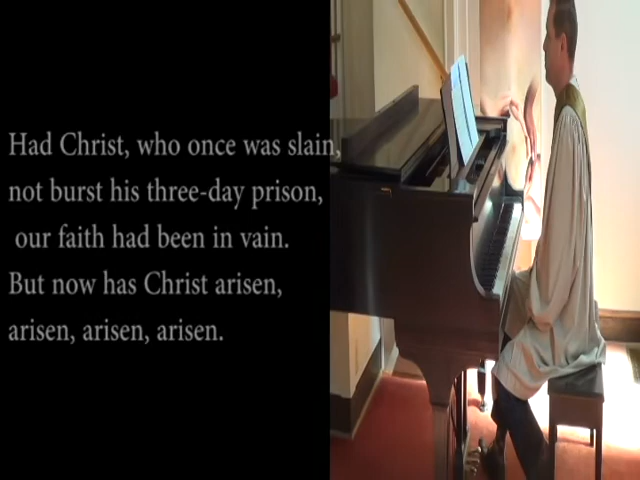 Had Christ, who once was slain,
not burst his three-day prison,
our faith had been in vain.
But now has Christ arisen,
arisen, arisen, arisen.